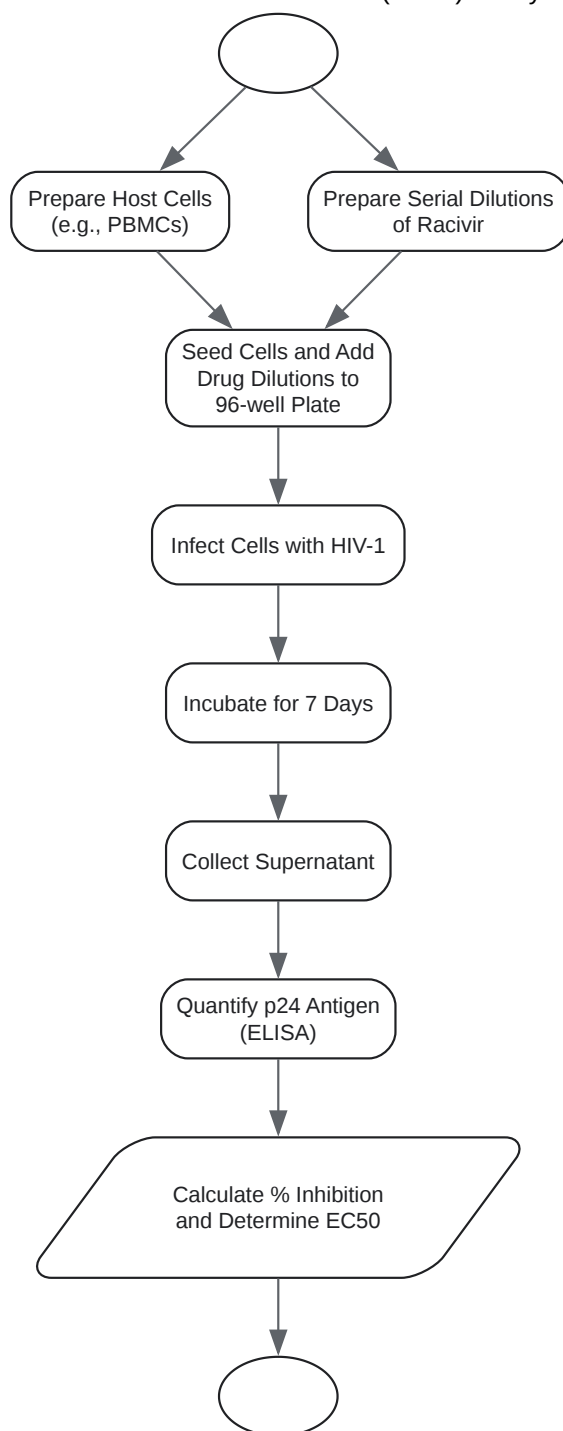 Prepare Host Cells
(e.g., PBMCs)
Prepare Serial Dilutions
of Racivir
Seed Cells and Add
Drug Dilutions to
96-well Plate
Infect Cells with HIV-1
Incubate for 7 Days
Collect Supernatant
Quantify p24 Antigen
(ELISA)
Calculate % Inhibition
and Determine EC50